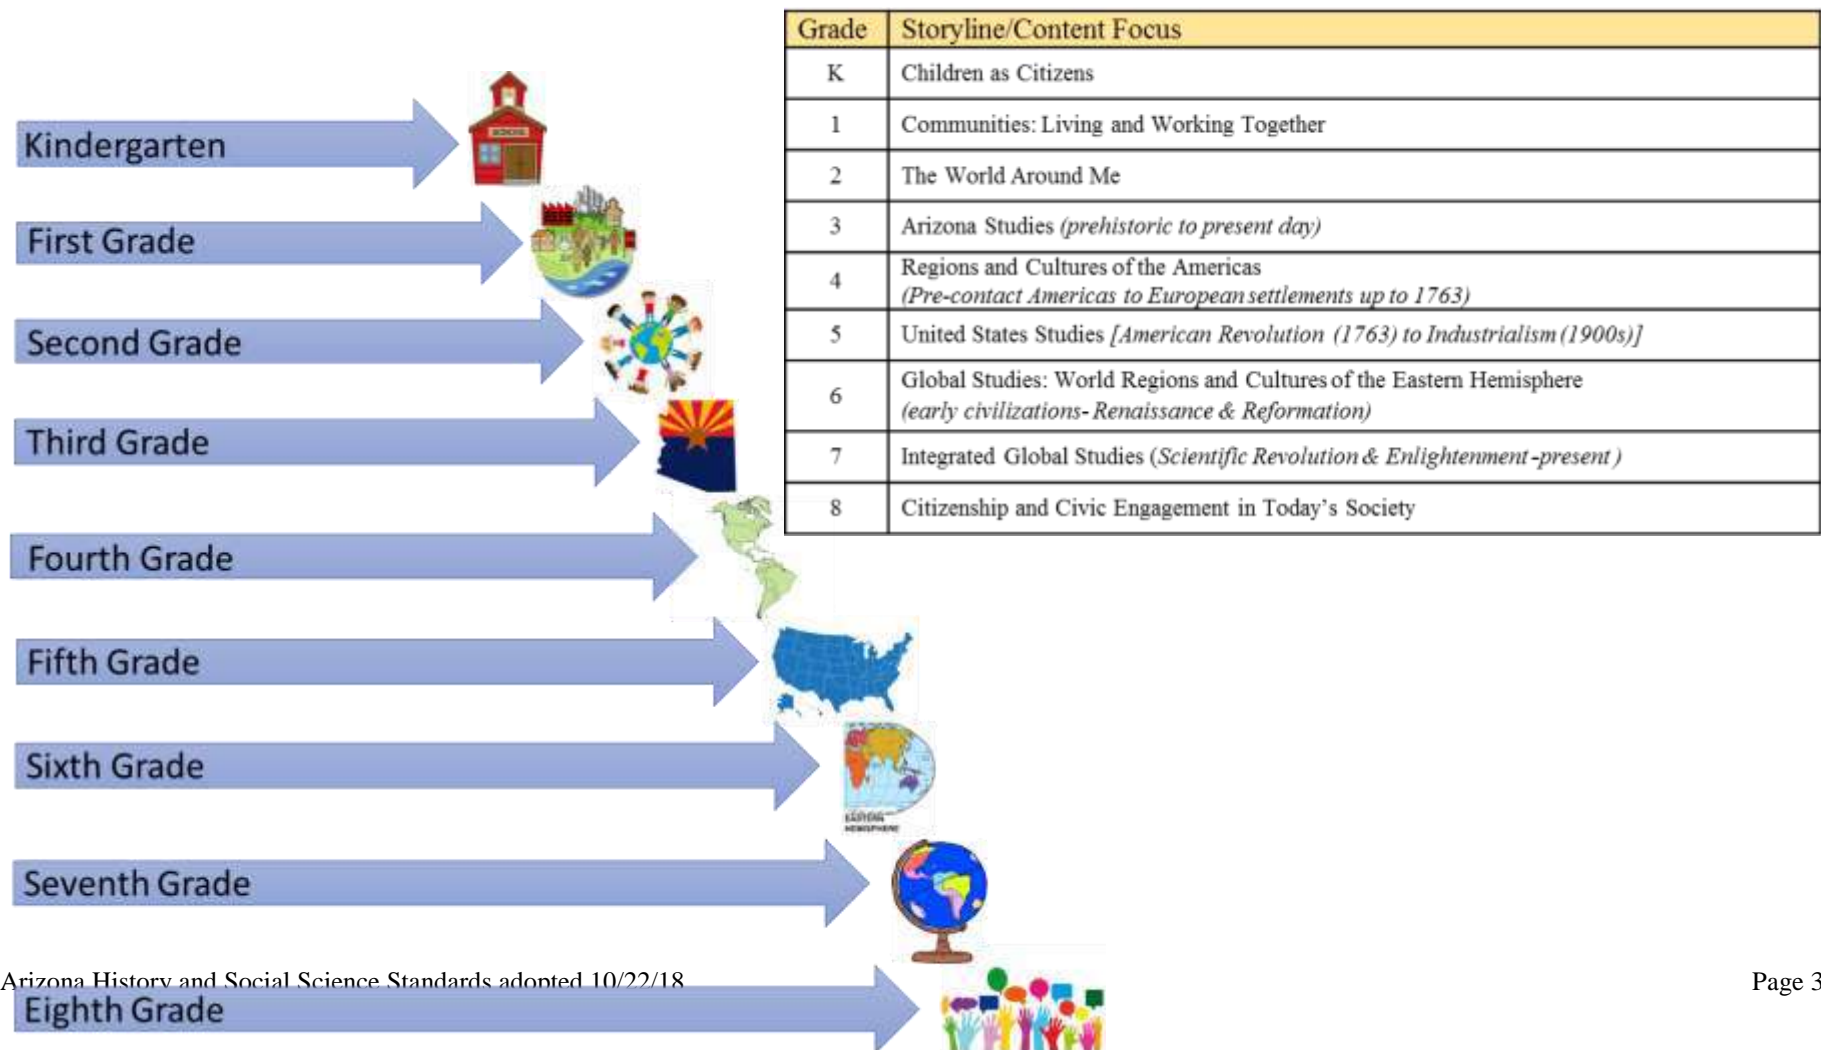 Grade Storyline/Content Focus
K Children as Citizens
1 Communities: Living and Working Together
2 The World Around Me
3 Arizona Studies (prehistoric to present day)
4 Regions and Cultures of the Americas
(Pre-contact Americas to European settlements up to 1763)
5 United States Studies [American Revolution (1763) to Industrialism (1900s)]
6 Global Studies: World Regions and Cultures of the Eastern Hemisphere
(early civilizations- Renaissance & Reformation)
7 Integrated Global Studies (Scientific Revolution & Enlightenment -present )
8 Citizenship and Civic Engagement in Today’s Society
Kindergarten
SCHOOL
First Grade
Second Grade
Third Grade
Fourth Grade
Fifth Grade
Sixth Grade
EASTERN
HEMISPHERE
Seventh Grade
Arizona History and Social Science Standards adopted 10/22/18
Page 3
Eighth Grade